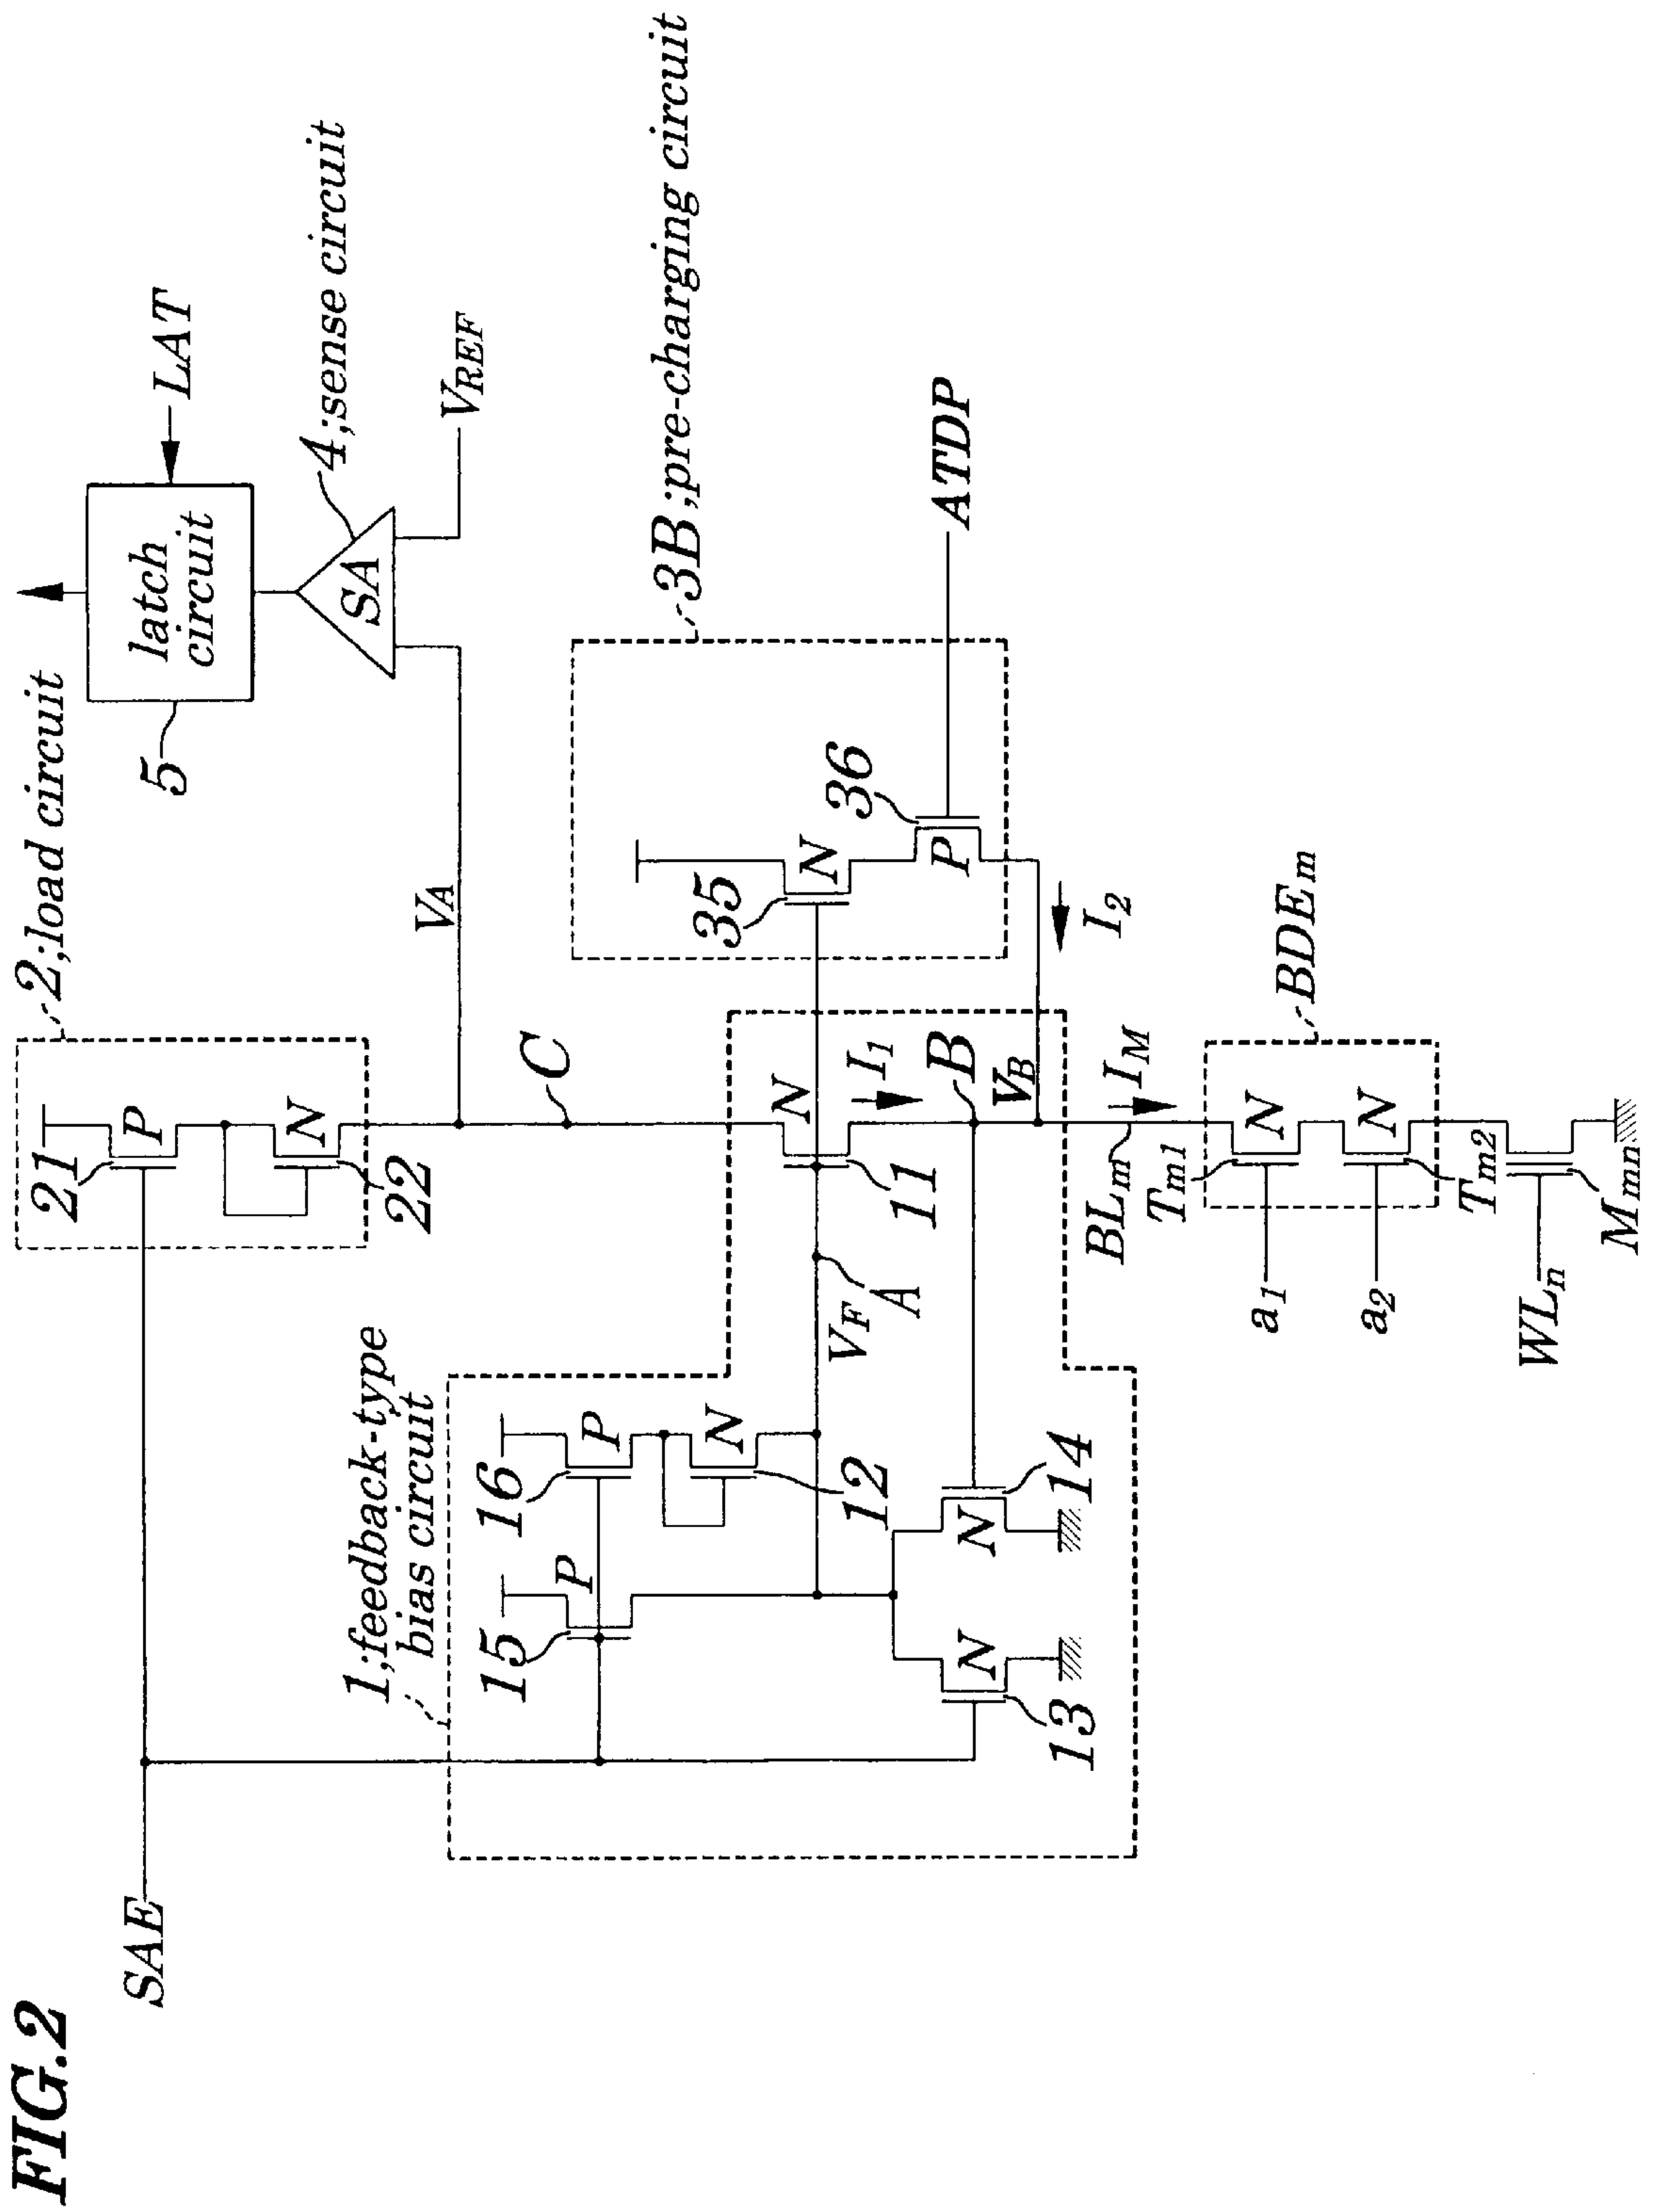 FIG.2
SAE
2;load circuit
21
P
N
22
latch
circuit
5
LAT
4;sense circuit
SA
VREF
VA
C
1;feedback-type
bias circuit
15
P
16
P
N
12
VF
A
13
N
N
14
N
11
I1
B
VB
3B;pre-charging circuit
35
N
P
36
ATDP
I2
BLm
IM
BDEm
Tm1
N
N
Tm2
a1
a2
WLn
Mmn